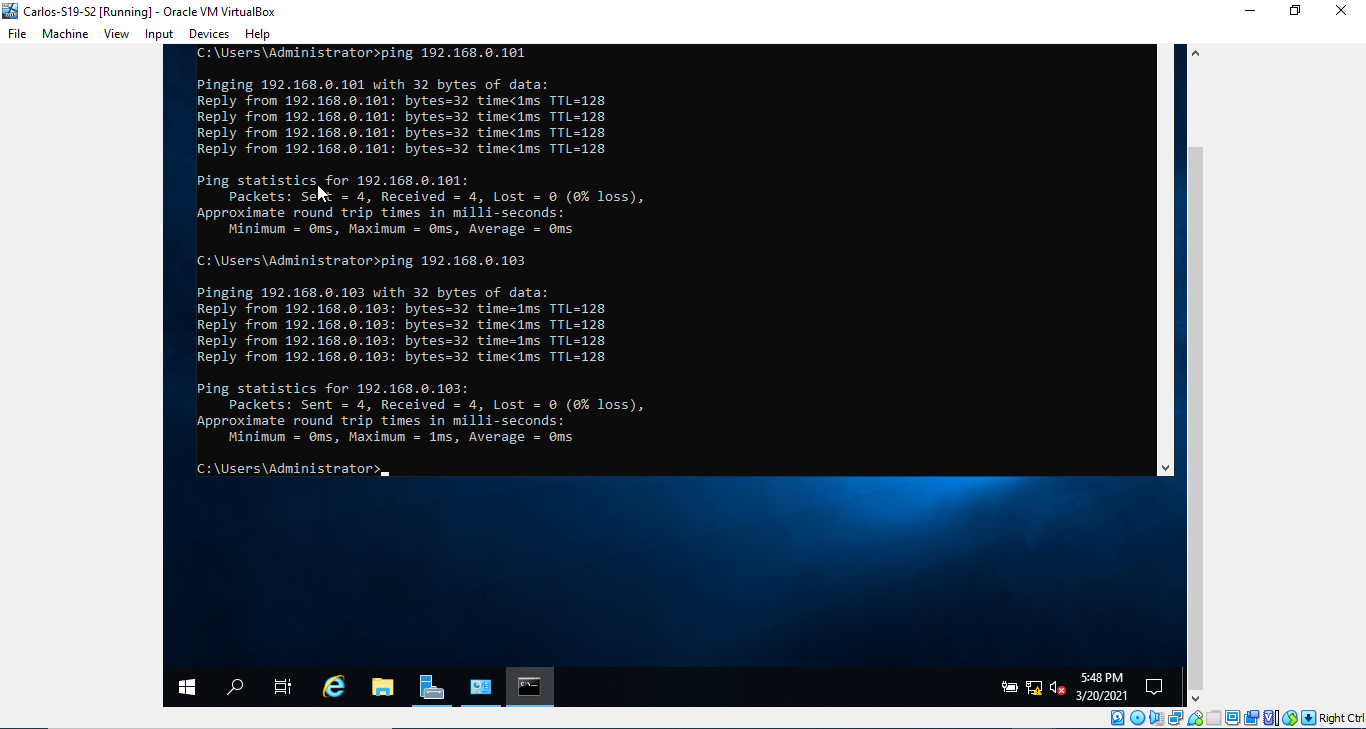 Carlos-S19-S2 [Running] - Oracle VM VirtualBox
File Machine View Input Devices Help
C:\Users\Administrator>ping 192.168.0.101
Pinging 192.168.0.101 with 32 bytes of data:
Reply from 192.168.0.101: bytes=32 time<1ms TTL=128
Reply from 192.168.0.101: bytes=32 time<1ms TTL=128
Reply from 192.168.0.101: bytes=32 time<1ms TTL=128
Reply from 192.168.0.101: bytes=32 time<1ms TTL=128
Ping statistics for 192.168.0.101:
Packets: Sent = 4, Received = 4, Lost = 0 (0% loss),
Approximate round trip times in milli-seconds:
Minimum = 0ms, Maximum = 0ms, Average = 0ms
C:\Users\Administrator>ping 192.168.0.103
Pinging 192.168.0.103 with 32 bytes of data:
Reply from 192.168.0.103: bytes=32 time=1ms TTL=128
Reply from 192.168.0.103: bytes=32 time<1ms TTL=128
Reply from 192.168.0.103: bytes=32 time=1ms TTL=128
Reply from 192.168.0.103: bytes=32 time<1ms TTL=128
Ping statistics for 192.168.0.103:
Packets: Sent = 4, Received = 4, Lost = 0 (0% loss),
Approximate round trip times in milli-seconds:
Minimum = 0ms, Maximum = 1ms, Average = 0ms
C:\Users\Administrator>
5:48 PM
3/20/2021
Right Ctrl